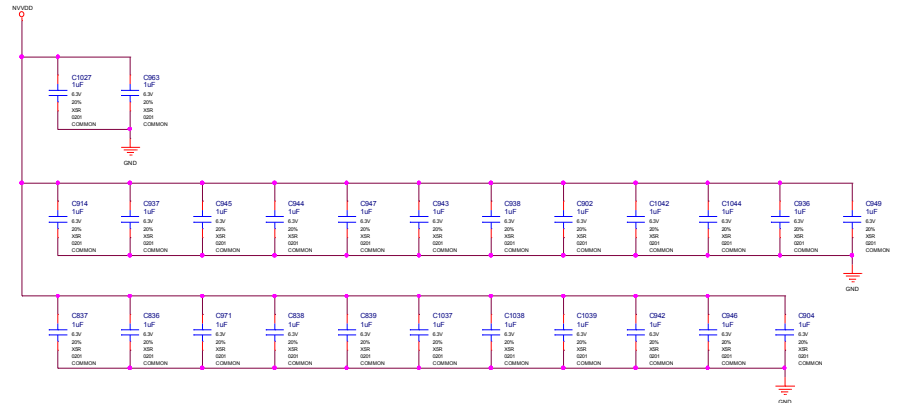 NVVDD
C1027
1uF
6.3V
20%
X5R
0201
COMMON
C963
1uF
6.3V
20%
X5R
0201
COMMON
GND
C914
1uF
6.3V
20%
X5R
0201
COMMON
C937
1uF
6.3V
20%
X5R
0201
COMMON
C945
1uF
6.3V
20%
X5R
0201
COMMON
C944
1uF
6.3V
20%
X5R
0201
COMMON
C947
1uF
6.3V
20%
X5R
0201
COMMON
C943
1uF
6.3V
20%
X5R
0201
COMMON
C938
1uF
6.3V
20%
X5R
0201
COMMON
C902
1uF
6.3V
20%
X5R
0201
COMMON
C1042
1uF
6.3V
20%
X5R
0201
COMMON
C1044
1uF
6.3V
20%
X5R
0201
COMMON
C936
1uF
6.3V
20%
X5R
0201
COMMON
C949
1uF
6.3V
20%
X5R
0201
COMMON
GND
C837
1uF
6.3V
20%
X5R
0201
COMMON
C836
1uF
6.3V
20%
X5R
0201
COMMON
C971
1uF
6.3V
20%
X5R
0201
COMMON
C838
1uF
6.3V
20%
X5R
0201
COMMON
C839
1uF
6.3V
20%
X5R
0201
COMMON
C1037
1uF
6.3V
20%
X5R
0201
COMMON
C1038
1uF
6.3V
20%
X5R
0201
COMMON
C1039
1uF
6.3V
20%
X5R
0201
COMMON
C942
1uF
6.3V
20%
X5R
0201
COMMON
C946
1uF
6.3V
20%
X5R
0201
COMMON
C904
1uF
6.3V
20%
X5R
0201
COMMON
GND